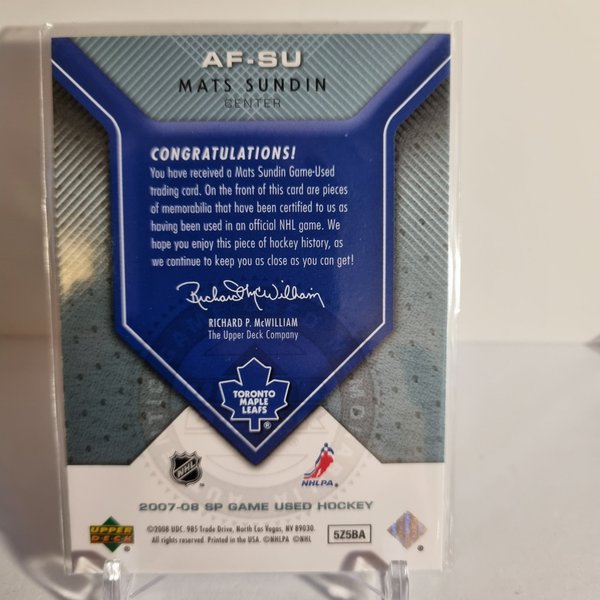 AF-SU
MATS SUNDIN
CENTER
CONGRATULATIONS!
You have received a Mats Sundin Game-Used
trading card. On the front of this card are pieces
of memorabilia that have been certified to us as
having been used in an official NHL game. We
hope you enjoy this piece of hockey history, as
we continue to keep you as close as you can get!
Richard P. McWilliam
RICHARD P. McWILLIAM
The Upper Deck Company
TORONTO
MAPLE
LEAFS
®
NHL
NHLPA
2007-08 SP GAME USED HOCKEY
UPPER
DECK
©2008 UDC. 985 Trade Drive, North Las Vegas, NV 89030.
All rights reserved. Printed in the USA. ©NHLPA ©NHL
5Z5BA